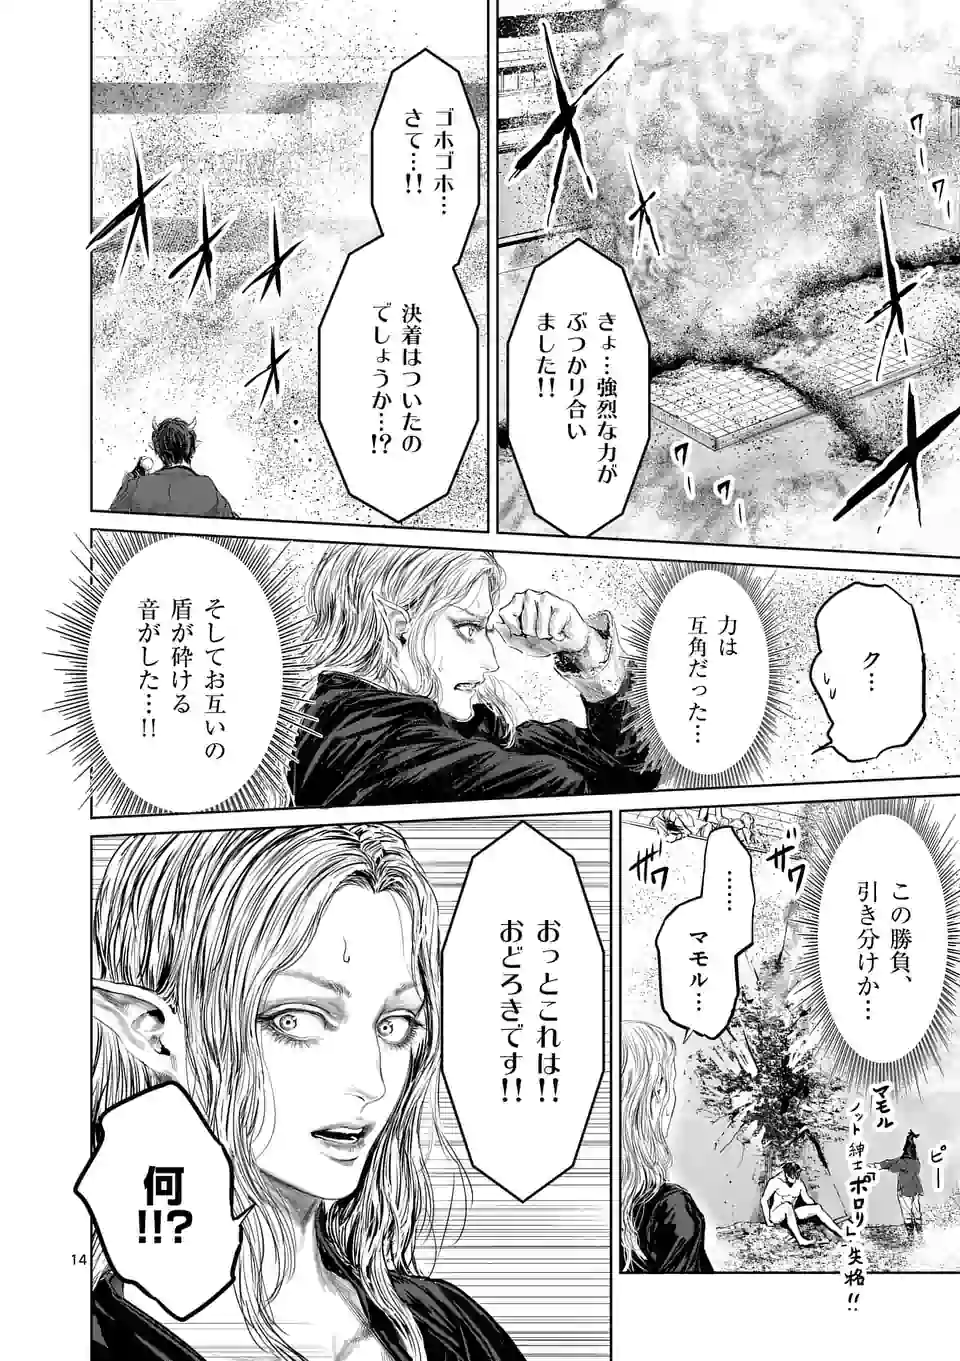 きょ…強烈な力が
ぶつかり合い
ました!!
ワ
ワ
ワ
ワ
ゴホゴホ…
さて…!!
決着はついたの
でしょうか…!?
ク…
力は
互角だった…
そしてお互いの
盾が砕ける
音がした…!!
この勝負、
引き分けか…
ザワ
ザワ
……
マモル…
ピー
マモル
ノット紳士「ポロリ」失格!!
おっとこれは!!
おどろきです!!
何!!?
14